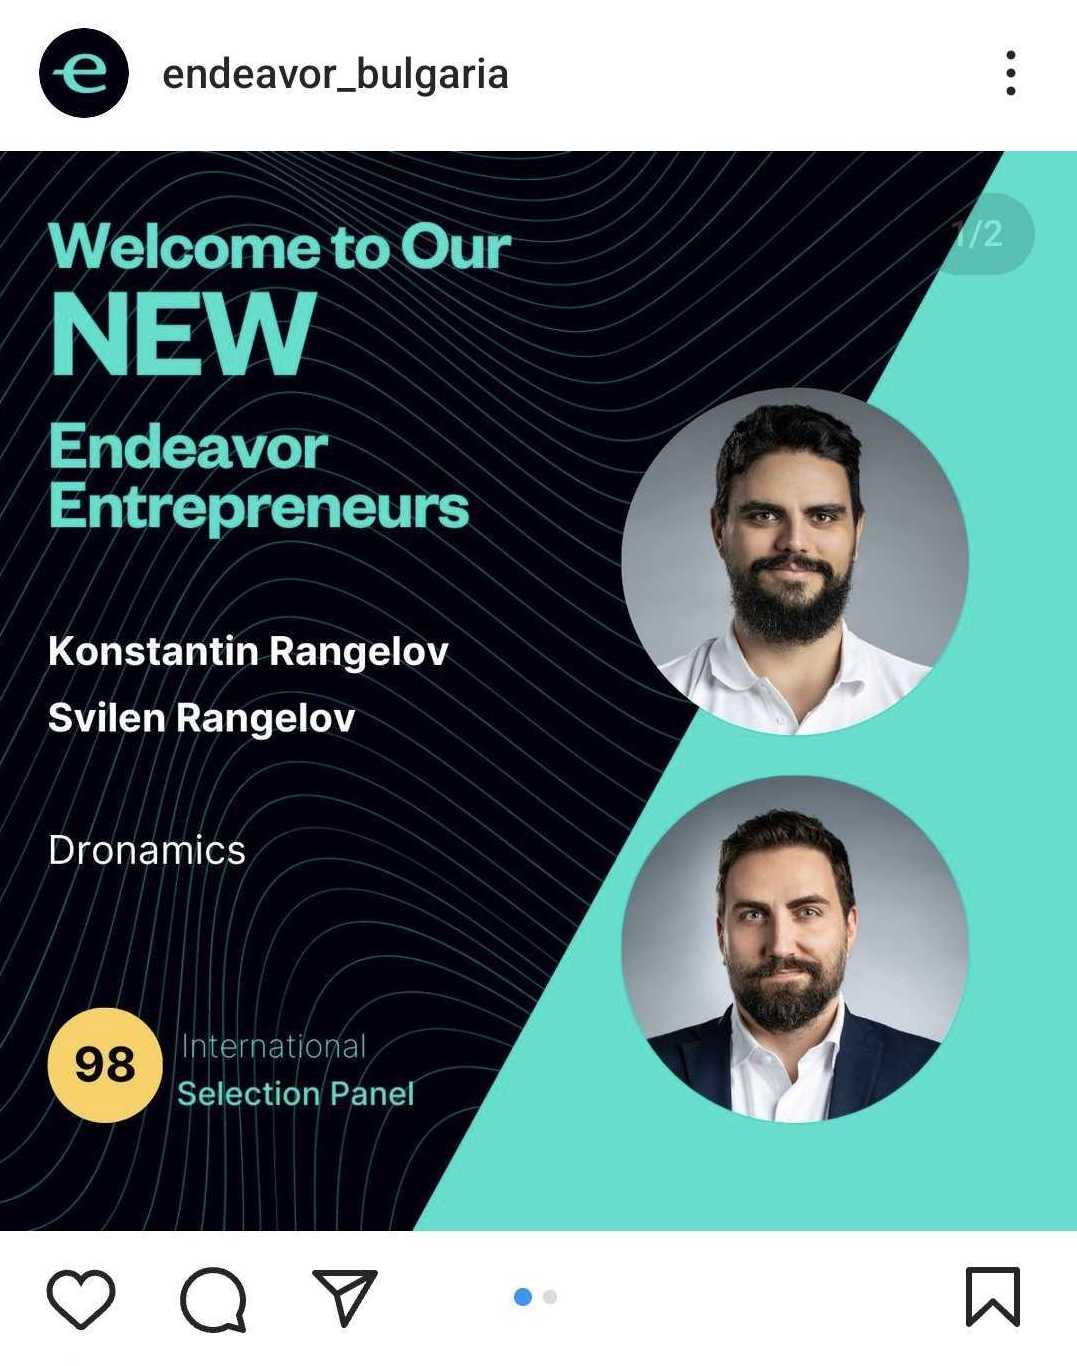 endeavor_bulgaria
1/2
Welcome to Our
NEW
Endeavor
Entrepreneurs
Konstantin Rangelov
Svilen Rangelov
Dronamics
98
International
Selection Panel